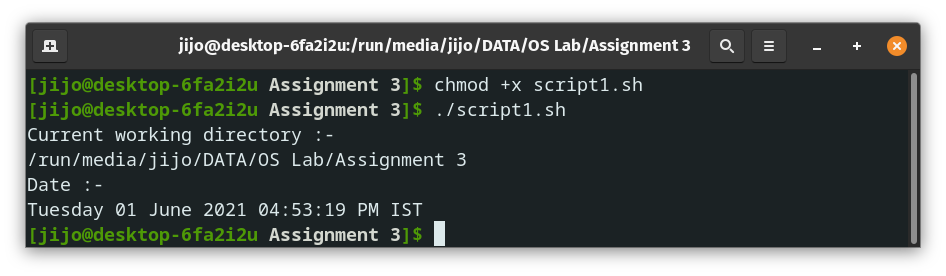 jijo@desktop-6fa2i2u:/run/media/jijo/DATA/OS Lab/Assignment 3
[jijo@desktop-6fa2i2u Assignment 3]$ chmod +x script1.sh
[jijo@desktop-6fa2i2u Assignment 3]$ ./script1.sh
Current working directory :-
/run/media/jijo/DATA/OS Lab/Assignment 3
Date :-
Tuesday 01 June 2021 04:53:19 PM IST
[jijo@desktop-6fa2i2u Assignment 3]$